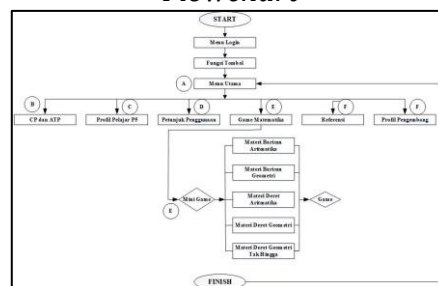 START
Menu Login
Fungsi Tombol
A
Menu Utama
B
C
D
E
F
F
CP dan ATP
Profil Pelajar P5
Petunjuk Penggunaan
Game Matematika
Referensi
Profil Pengembang
Materi Barisan
Aritmatika
Materi Barisan
Geometri
E
Mini Game
Materi Deret
Aritmatika
Game
Materi Deret Geometri
Materi Deret Geometri
Tak Hingga
FINISH